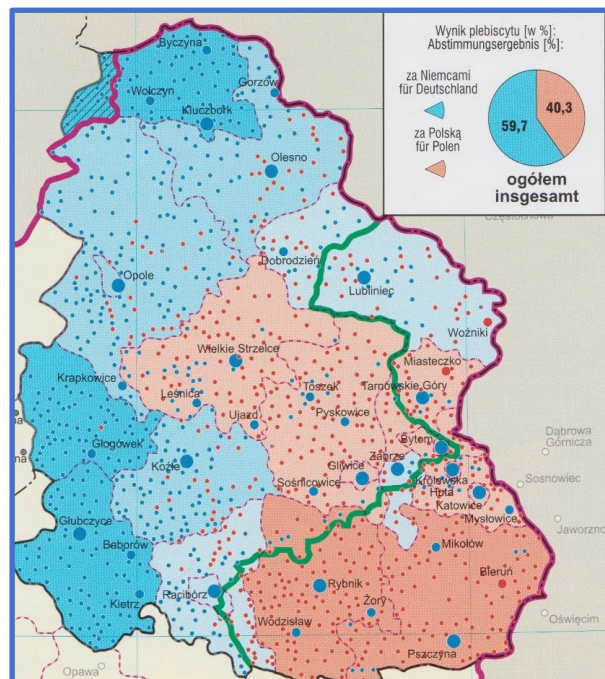 Wynik plebiscytu [w %]:
Abstimmungsergebnis [%]:
za Niemcami
für Deutschland
za Polską
für Polen
59,7
40,3
ogółem
insgesamt
Byczyna
Gorzów
Wołczyn
Kluczbork
Olesno
Częstochowa
Dobrodzień
Opole
Lubliniec
Woźniki
Wielkie Strzelce
Miasteczko
Krapkowice
Leśnica
Toszek
Tarnowskie Góry
Ujazd
Pyskowice
Głogówek
Bytom
Dąbrowa
Górnicza
Koźle
Gliwice
Zabrze
Sośnicowice
Królewska
Huta
Sosnowiec
Katowice
Mysłowice
Jaworzno
Głubczyce
Baborów
Mikołów
Kietrz
Racibórz
Rybnik
Bieruń
Żory
Oświęcim
Wodzisław
Pszczyna
Opawa